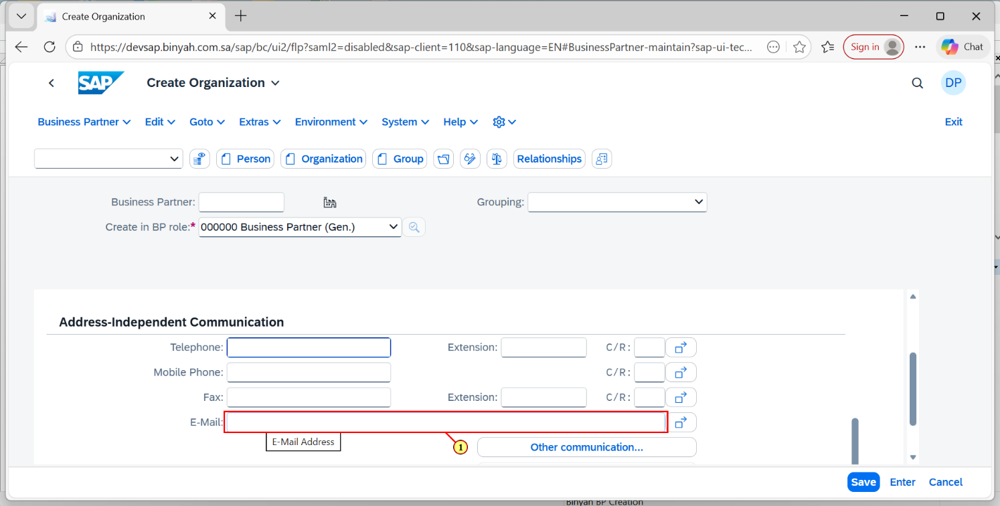 Create Organization
https://devsap.binyah.com.sa/sap/bc/ui2/flp?saml2=disabled&sap-client=110&sap-language=EN#BusinessPartner-maintain?sap-ui-tec...
Sign in
Chat
SAP
Create Organization
DP
Business Partner
Edit
Goto
Extras
Environment
System
Help
Exit
Person
Organization
Group
Relationships
Business Partner:
Grouping:
Create in BP role:* 000000 Business Partner (Gen.)
Address-Independent Communication
Telephone:
Extension:
C/R:
Mobile Phone:
C/R:
Fax:
Extension:
C/R:
E-Mail:
E-Mail Address
1
Other communication...
Save
Enter
Cancel
Binyah BP Creation